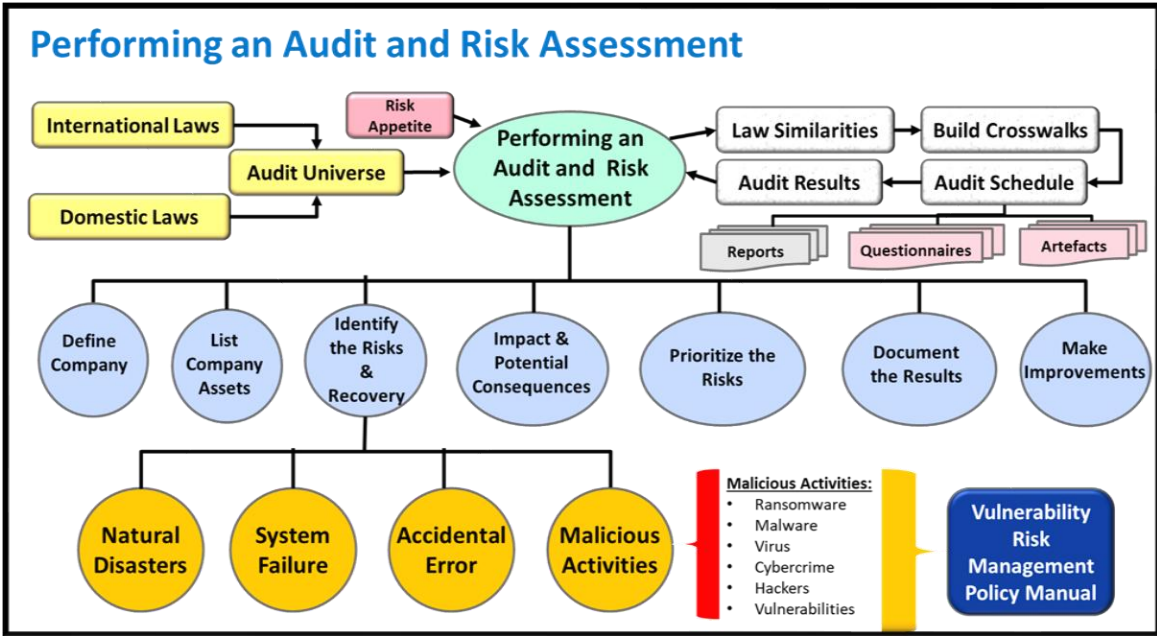 Performing an Audit and Risk Assessment
International Laws
Domestic Laws
Audit Universe
Risk
Appetite
Performing an
Audit and Risk
Assessment
Law Similarities
Build Crosswalks
Audit Results
Audit Schedule
Reports
Questionnaires
Artefacts
Define
Company
List
Company
Assets
Identify
the Risks
&
Recovery
Impact &
Potential
Consequences
Prioritize the
Risks
Document
the Results
Make
Improvements
Natural
Disasters
System
Failure
Accidental
Error
Malicious
Activities
Malicious Activities:
• Ransomware
• Malware
• Virus
• Cybercrime
• Hackers
• Vulnerabilities
Vulnerability
Risk
Management
Policy Manual